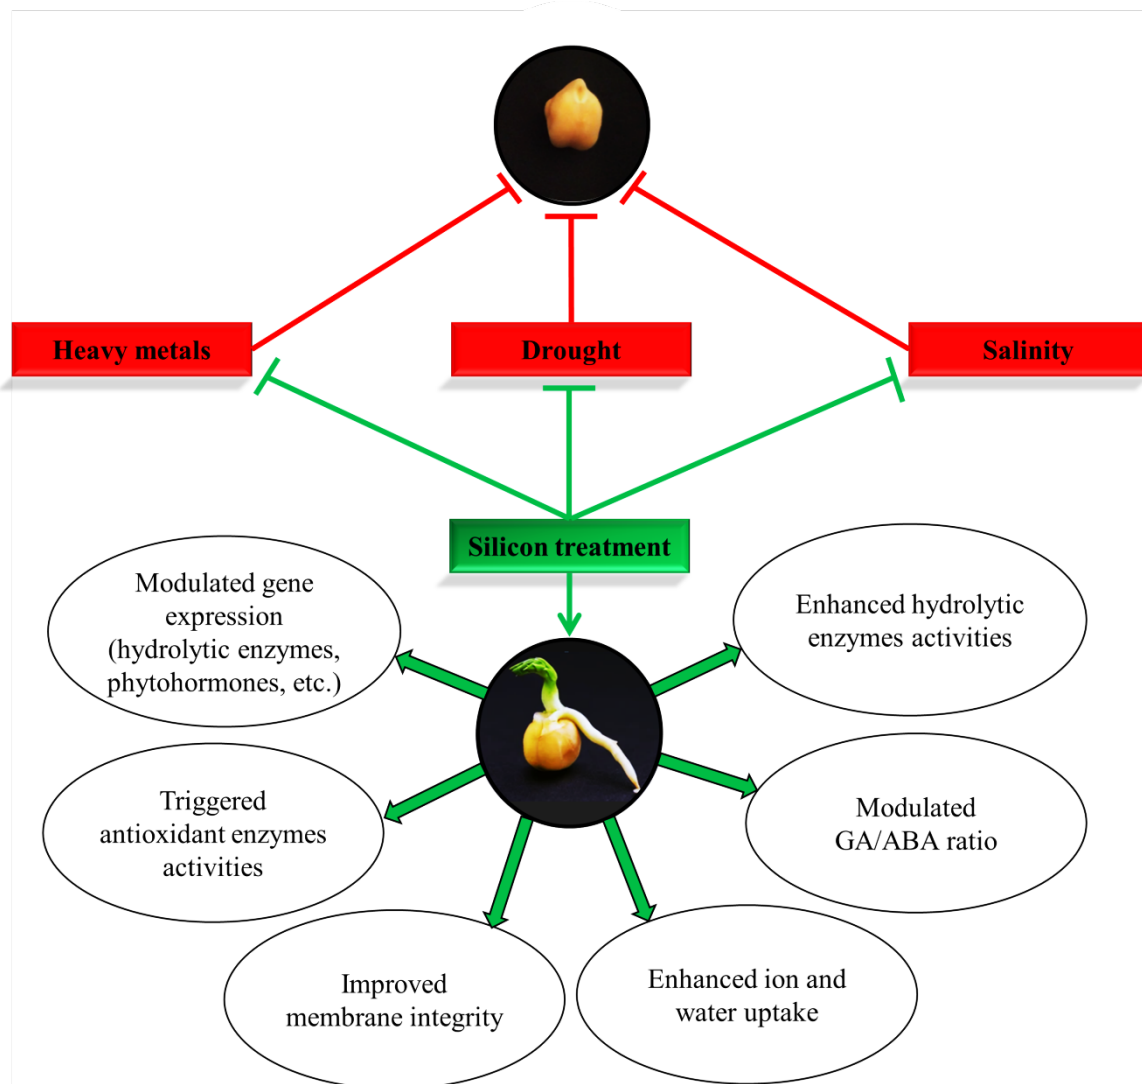 Heavy metals
Drought
Salinity
Silicon treatment
Modulated gene
expression
(hydrolytic enzymes,
phytohormones, etc.)
Enhanced hydrolytic
enzymes activities
Triggered
antioxidant enzymes
activities
Modulated
GA/ABA ratio
Improved
membrane integrity
Enhanced ion and
water uptake